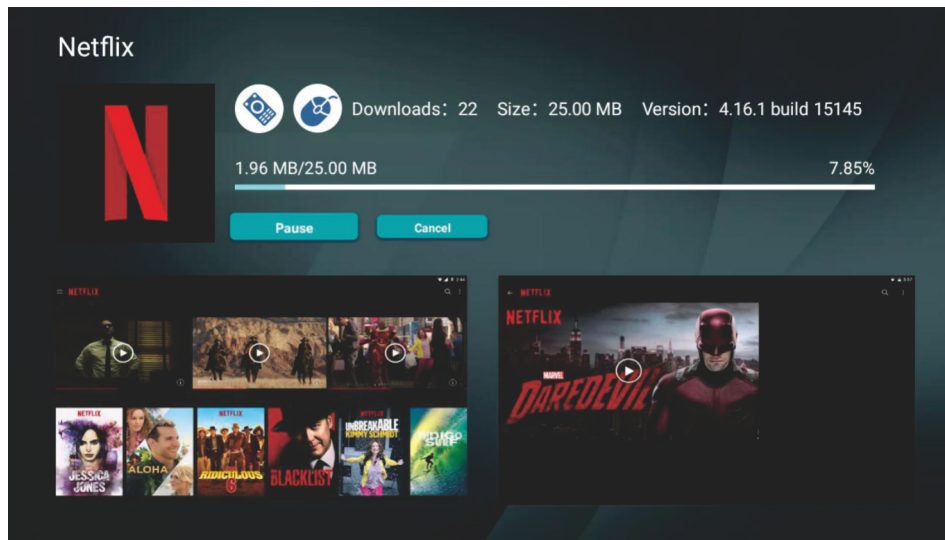 Netflix
Downloads: 22 Size: 25.00 MB Version: 4.16.1 build 15145
1.96 MB/25.00 MB 7.85%
Pause Cancel
NETFLIX
NETFLIX
NETFLIX
MARVEL
DAREDEVIL
NETFLIX
JESSICA
JONES
ALOHA
NETFLIX
THE
RIDICULOUS
6
THE
BLACKLIST
NETFLIX
UNBREAKABLE
KIMMY SCHMIDT